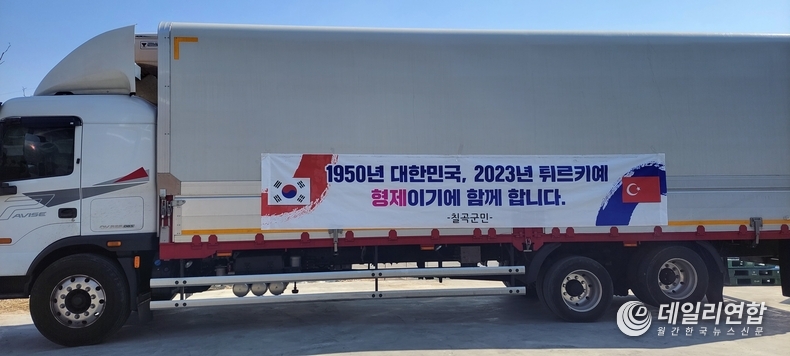 1950년 대한민국, 2023년 튀르키예
형제이기에 함께 합니다.
-칠곡군민-
데일리연합
월간한국뉴스신문